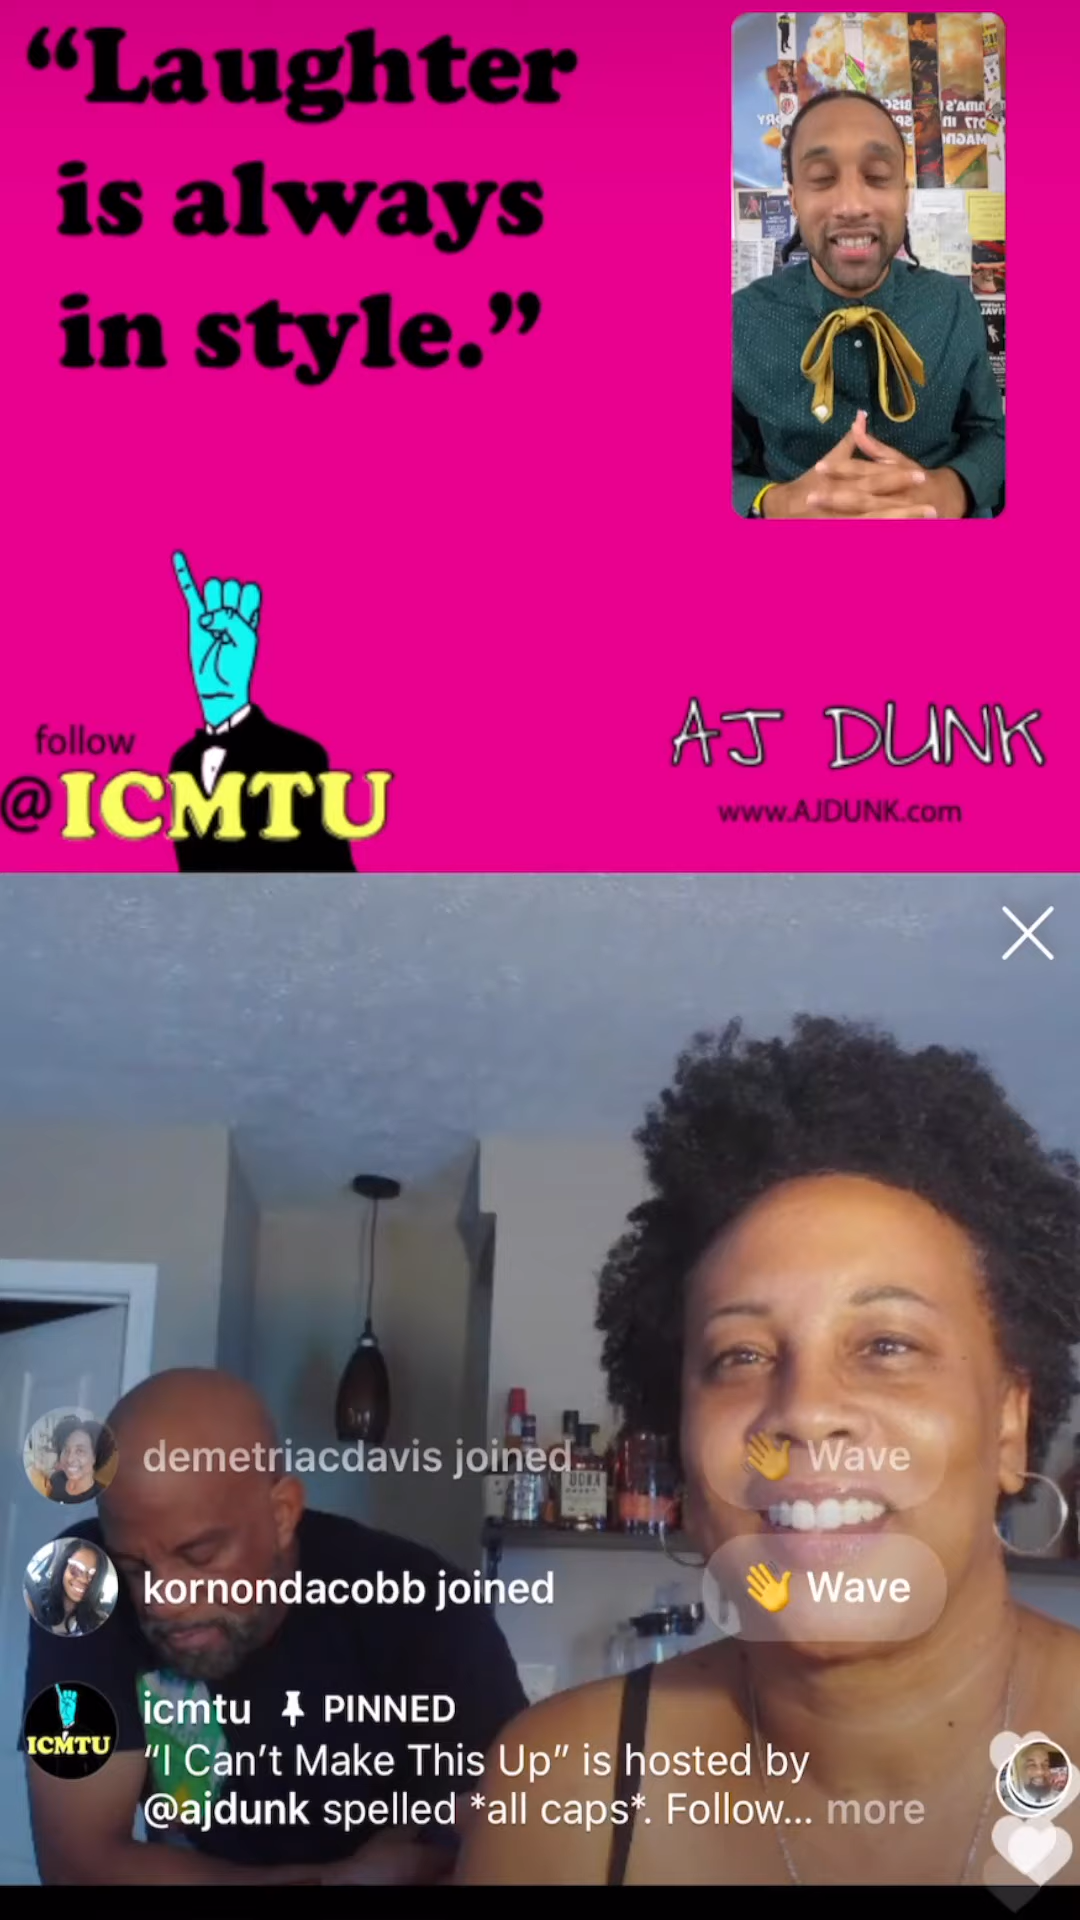 “Laughter
is always
in style.”
follow
@ICMTU
AJ DUNK
www.AJDUNK.com
demetriacdavis joined
Wave
kornondacobb joined
Wave
icmtu PINNED
ICMTU
“I Can’t Make This Up” is hosted by
@ajdunk spelled *all caps*. Follow... more